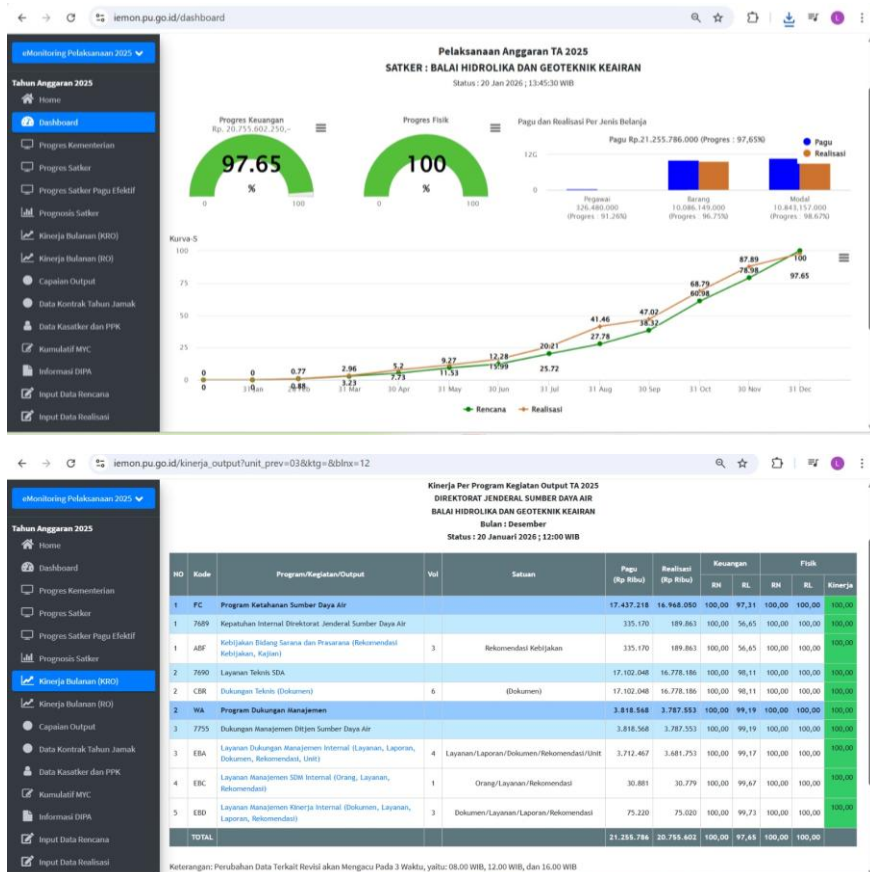 iemon.pu.go.id/dashboard
eMonitoring Pelaksanaan 2025
Tahun Anggaran 2025
Home
Dashboard
Progres Kementerian
Progres Satker
Progres Satker Pagu Efektif
Prognosis Satker
Kinerja Bulanan (KRO)
Kinerja Bulanan (RO)
Capaian Output
Data Kontrak Tahun Jamak
Data Kasatker dan PPK
Kumulatif MYC
Informasi DIPA
Input Data Rencana
Input Data Realisasi
Pelaksanaan Anggaran TA 2025
SATKER : BALAI HIDROLIKA DAN GEOTEKNIK KEAIRAN
Status : 20 Jan 2026 ; 13:45:30 WIB
Progres Keuangan
Rp. 20.755.602.250,-
97.65
%
0 100
Progres Fisik
100
%
0 100
Pagu dan Realisasi Per Jenis Belanja
Pagu Rp.21.255.786.000 (Progres : 97,65%)
Pagu
Realisasi
12G
0
Pegawai
326.480.000
(Progres : 91.26%)
Barang
10.086.149.000
(Progres : 96.75%)
Modal
10.843.157.000
(Progres : 98.67%)
Kurva-S
100
75
50
25
0
0 0 0.77 2.96 5.2 9.27 12.28 20.21 41.46 47.02 68.79 87.89 97.65
0 0 0.88 3.23 7.73 11.53 15.99 25.72 27.78 38.32 60.98 78.98 100
31 Jan 28 Feb 31 Mar 30 Apr 31 May 30 Jun 31 Jul 31 Aug 30 Sep 31 Oct 30 Nov 31 Dec
Rencana Realisasi
iemon.pu.go.id/kinerja_output?unit_prev=03&ktg=&blnx=12
eMonitoring Pelaksanaan 2025
Tahun Anggaran 2025
Home
Dashboard
Progres Kementerian
Progres Satker
Progres Satker Pagu Efektif
Prognosis Satker
Kinerja Bulanan (KRO)
Kinerja Bulanan (RO)
Capaian Output
Data Kontrak Tahun Jamak
Data Kasatker dan PPK
Kumulatif MYC
Informasi DIPA
Input Data Rencana
Input Data Realisasi
Kinerja Per Program Kegiatan Output TA 2025
DIREKTORAT JENDERAL SUMBER DAYA AIR
BALAI HIDROLIKA DAN GEOTEKNIK KEAIRAN
Bulan : Desember
Status : 20 Januari 2026 ; 12:00 WIB
NO Kode Program/Kegiatan/Output Vol Satuan Pagu (Rp Ribu) Realisasi (Rp Ribu) Keuangan Fisik
RN RL RN RL Kinerja
1 FC Program Ketahanan Sumber Daya Air 17.437.218 16.968.050 100,00 97,31 100,00 100,00 100,00
1 7689 Kepatuhan Internal Direktorat Jenderal Sumber Daya Air 335.170 189.863 100,00 56,65 100,00 100,00 100,00
1 ABF Kebijakan Bidang Sarana dan Prasarana (Rekomendasi Kebijakan, Kajian) 3 Rekomendasi Kebijakan 335.170 189.863 100,00 56,65 100,00 100,00 100,00
2 7690 Layanan Teknis SDA 17.102.048 16.778.186 100,00 98,11 100,00 100,00 100,00
2 CBR Dukungan Teknis (Dokumen) 6 (Dokumen) 17.102.048 16.778.186 100,00 98,11 100,00 100,00 100,00
2 WA Program Dukungan Manajemen 3.818.568 3.787.553 100,00 99,19 100,00 100,00 100,00
3 7755 Dukungan Manajemen Ditjen Sumber Daya Air 3.818.568 3.787.553 100,00 99,19 100,00 100,00 100,00
3 EBA Layanan Dukungan Manajemen Internal (Layanan, Laporan, Dokumen, Rekomendasi, Unit) 4 Layanan/Laporan/Dokumen/Rekomendasi/Unit 3.712.467 3.681.753 100,00 99,17 100,00 100,00 100,00
4 EBC Layanan Manajemen SDM Internal (Orang, Layanan, Rekomendasi) 1 Orang/Layanan/Rekomendasi 30.881 30.779 100,00 99,67 100,00 100,00 100,00
5 EBD Layanan Manajemen Kinerja Internal (Dokumen, Layanan, Laporan, Rekomendasi) 3 Dokumen/Layanan/Laporan/Rekomendasi 75.220 75.020 100,00 99,73 100,00 100,00 100,00
TOTAL 21.255.786 20.755.602 100,00 97,65 100,00 100,00
Keterangan: Perubahan Data Terkait Revisi akan Mengacu Pada 3 Waktu, yaitu: 08.00 WIB, 12.00 WIB, dan 16.00 WIB